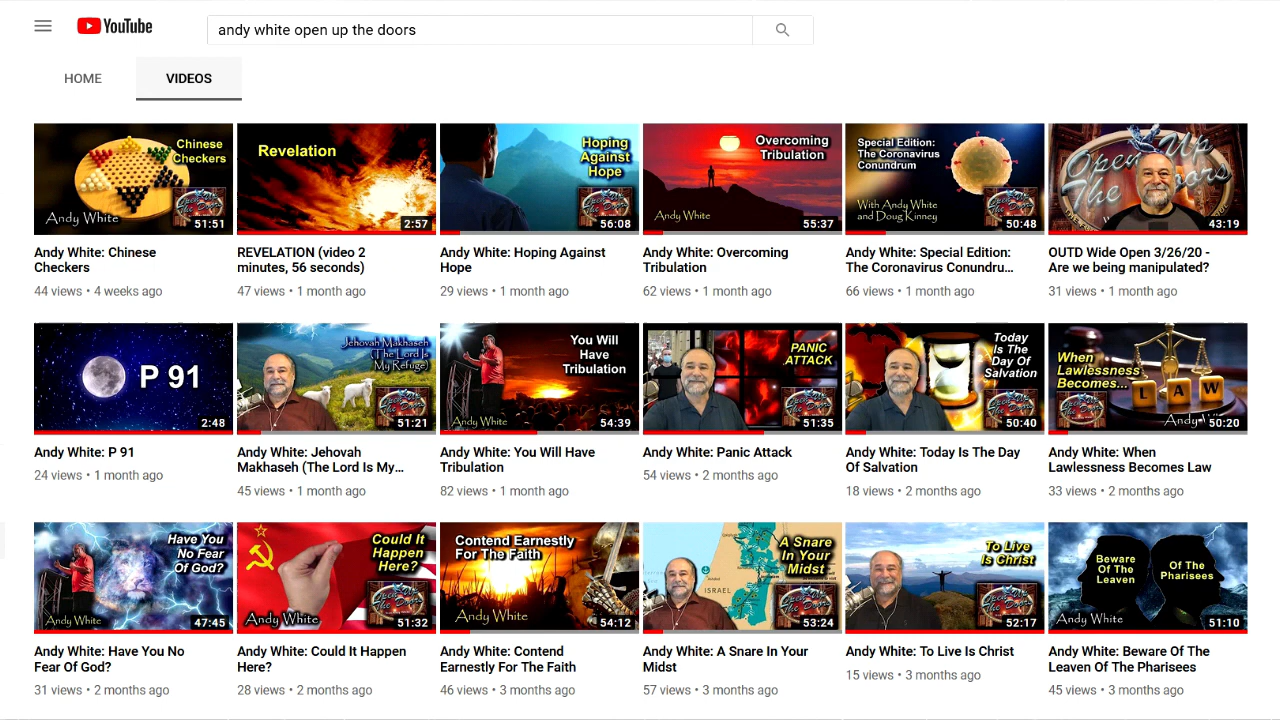 YouTube
andy white open up the doors
HOME
VIDEOS
Chinese
Checkers
Andy White
51:51
Revelation
2:57
Hoping
Against
Hope
56:08
Overcoming
Tribulation
Andy White
55:37
Special Edition:
The Coronavirus
Conundrum
With Andy White
and Doug Kinney
50:48
Open Up
The Doors
43:19
Andy White: Chinese
Checkers
44 views • 4 weeks ago
REVELATION (video 2
minutes, 56 seconds)
47 views • 1 month ago
Andy White: Hoping Against
Hope
29 views • 1 month ago
Andy White: Overcoming
Tribulation
62 views • 1 month ago
Andy White: Special Edition:
The Coronavirus Conundru...
66 views • 1 month ago
OUTD Wide Open 3/26/20 -
Are we being manipulated?
31 views • 1 month ago
P 91
2:48
Jehovah Makhaseh
(The Lord Is
My Refuge)
51:21
You Will
Have
Tribulation
Andy White
54:39
PANIC
ATTACK
51:35
Today
Is The
Day Of
Salvation
50:40
When
Lawlessness
Becomes...
LAW
Andy W
50:20
Andy White: P 91
24 views • 1 month ago
Andy White: Jehovah
Makhaseh (The Lord Is My...
45 views • 1 month ago
Andy White: You Will Have
Tribulation
82 views • 1 month ago
Andy White: Panic Attack
54 views • 2 months ago
Andy White: Today Is The Day
Of Salvation
18 views • 2 months ago
Andy White: When
Lawlessness Becomes Law
33 views • 2 months ago
Have You
No Fear
Of God?
Andy White
47:45
Could It
Happen
Here?
Andy White
51:32
Contend Earnestly
For The Faith
Andy White
54:12
ISRAEL
A Snare
In Your
Midst
53:24
To Live
Is Christ
52:17
Beware
Of The
Leaven
Of The
Pharisees
Andy White
51:10
Andy White: Have You No
Fear Of God?
31 views • 2 months ago
Andy White: Could It Happen
Here?
28 views • 2 months ago
Andy White: Contend
Earnestly For The Faith
46 views • 3 months ago
Andy White: A Snare In Your
Midst
57 views • 3 months ago
Andy White: To Live Is Christ
15 views • 3 months ago
Andy White: Beware Of The
Leaven Of The Pharisees
45 views • 3 months ago